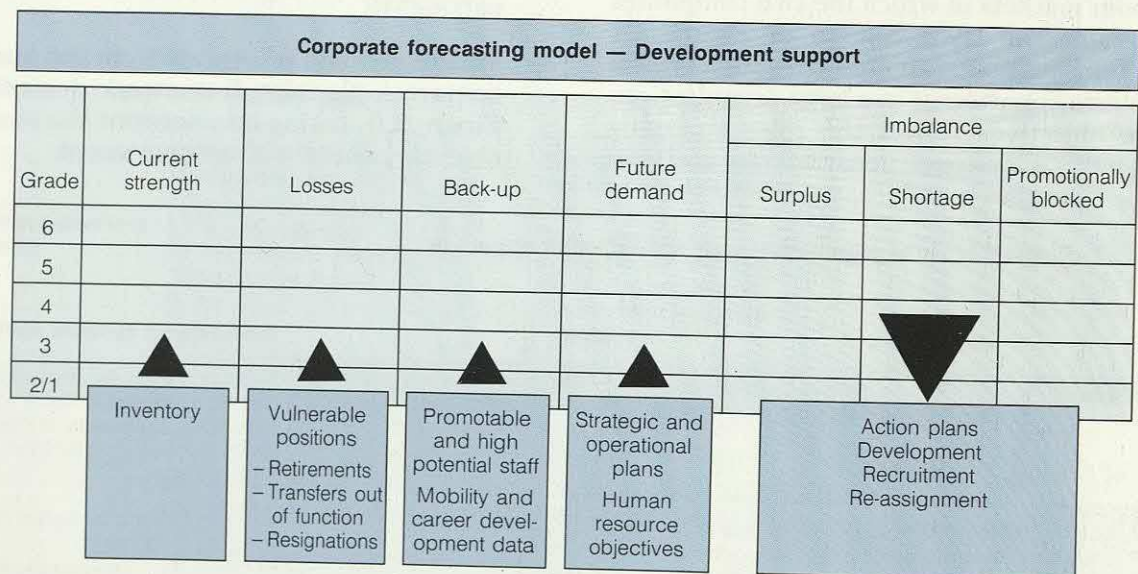 Corporate forecasting model — Development support
Imbalance
Grade
Current
strength
Losses
Back-up
Future
demand
Surplus
Shortage
Promotionally
blocked
6
5
4
3
2/1
Inventory
Vulnerable
positions
– Retirements
– Transfers out
of function
– Resignations
Promotable
and high
potential staff
Mobility and
career devel-
opment data
Strategic and
operational
plans
Human
resource
objectives
Action plans
Development
Recruitment
Re-assignment